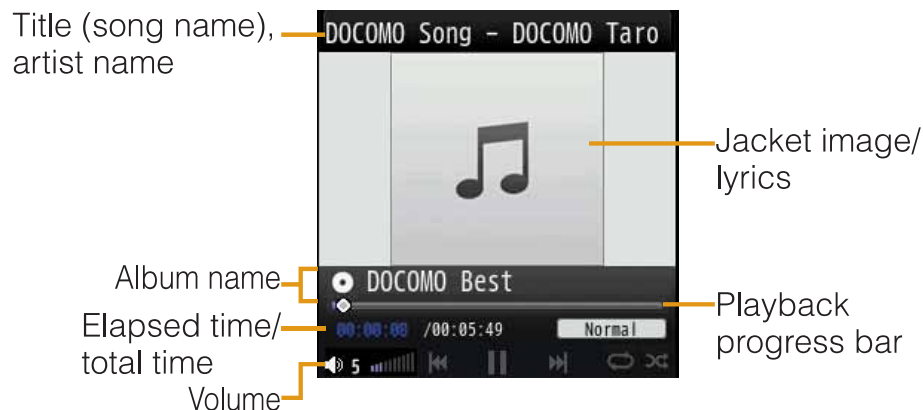 Title (song name),
artist name
DOCOMO Song – DOCOMO Taro
Jacket image/
lyrics
Album name
DOCOMO Best
Elapsed time/
total time
00:00:08 /00:05:49
Normal
Playback
progress bar
Volume
5